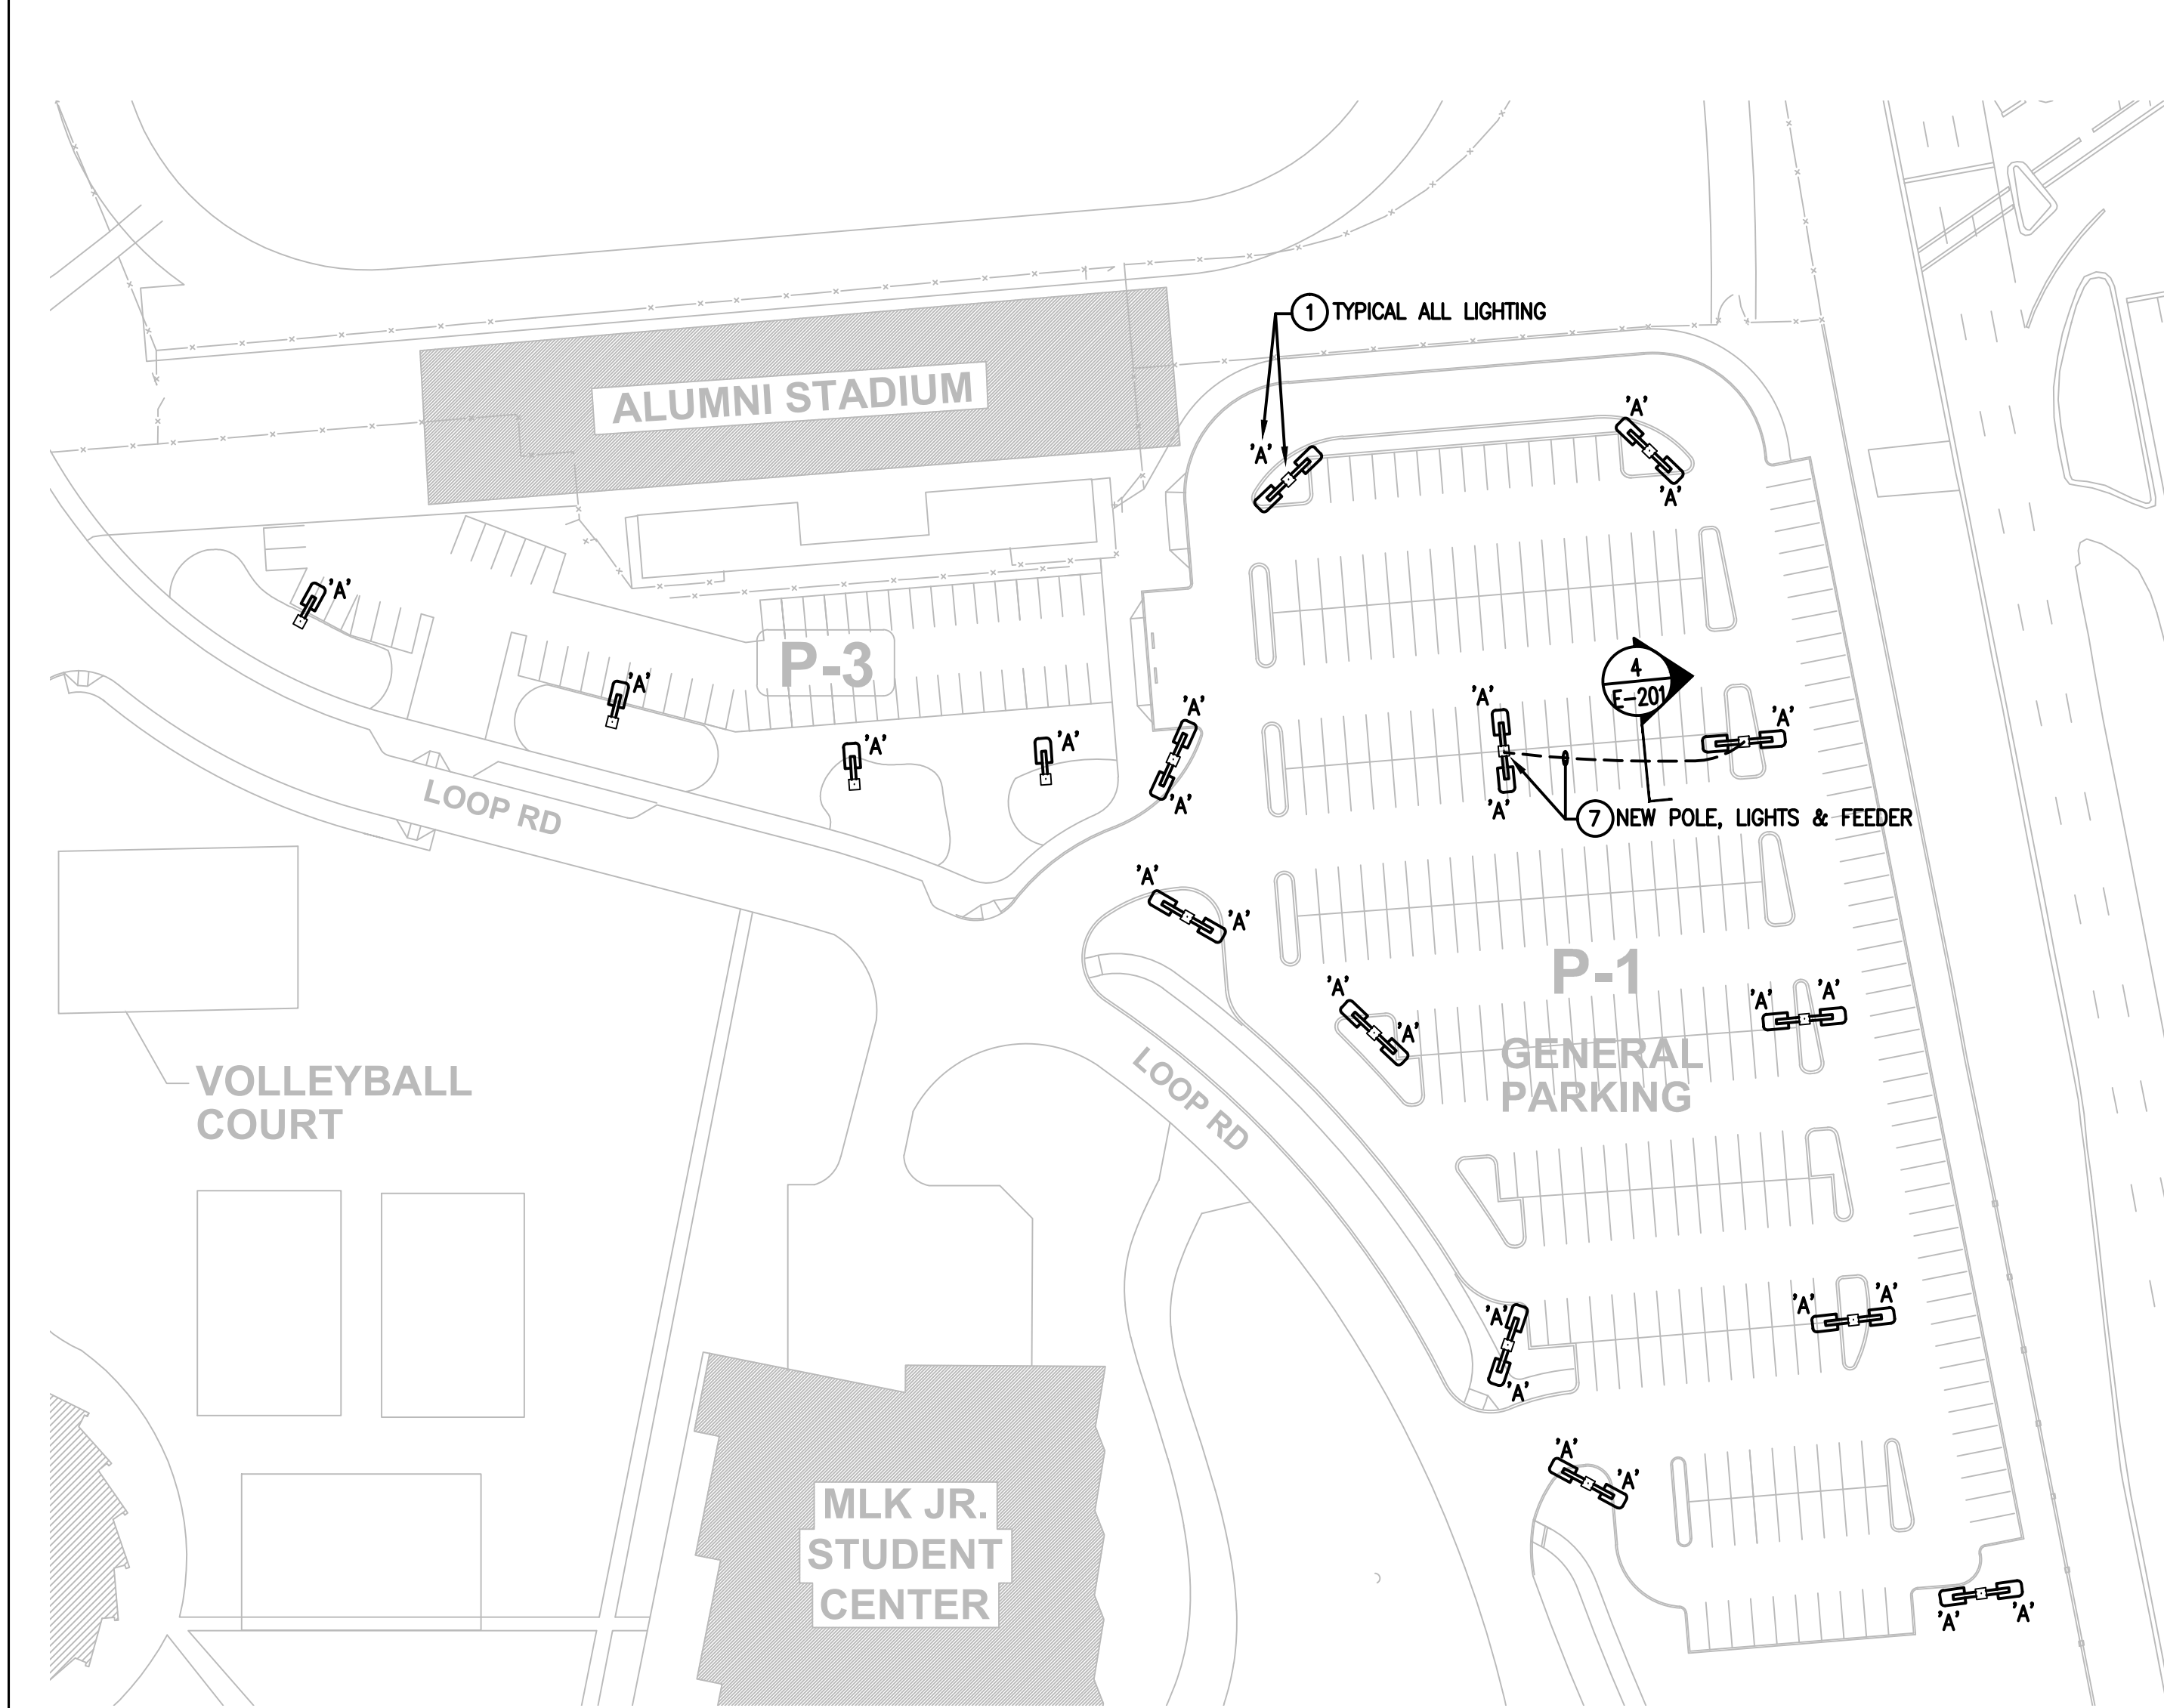 1 TYPICAL ALL LIGHTING
ALUMNI STADIUM
'A'
'A'
'A'
'A'
'A'
P-3
4
E-201
'A'
'A'
'A'
'A'
'A'
'A'
'A'
'A'
7 NEW POLE, LIGHTS & FEEDER
LOOP RD
'A'
'A'
P-1
GENERAL
PARKING
'A'
'A'
'A'
'A'
LOOP RD
VOLLEYBALL
COURT
'A'
'A'
'A'
'A'
'A'
'A'
MLK JR.
STUDENT
CENTER
'A'
'A'